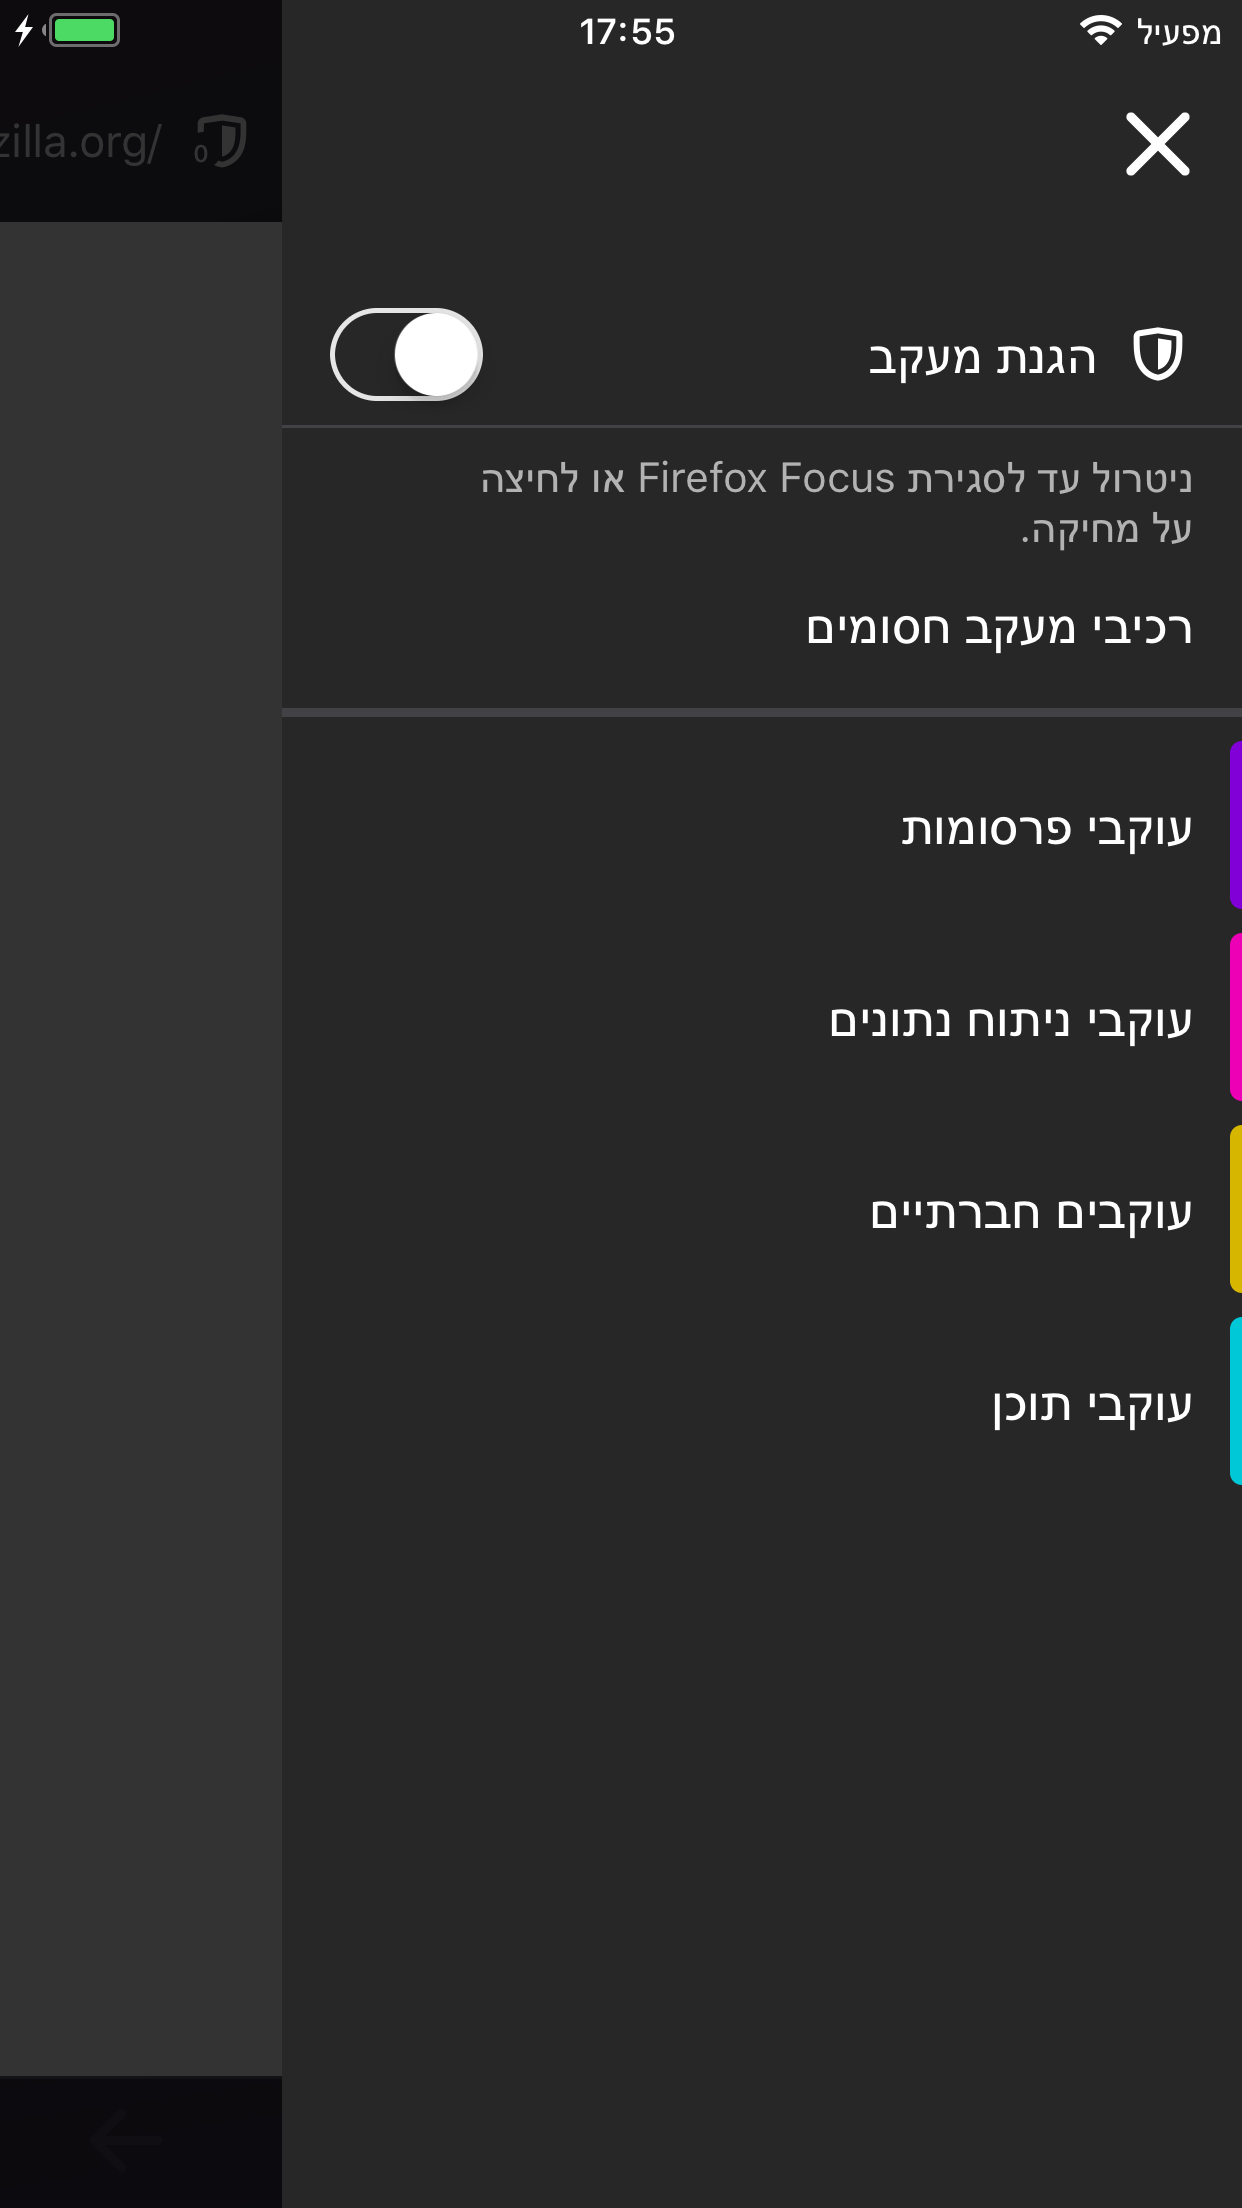 מפעיל
17:55
zilla.org/
0
הגנת מעקב
ניטרול עד לסגירת Firefox Focus או לחיצה
על מחיקה.
רכיבי מעקב חסומים
עוקבי פרסומות
עוקבי ניתוח נתונים
עוקבים חברתיים
עוקבי תוכן